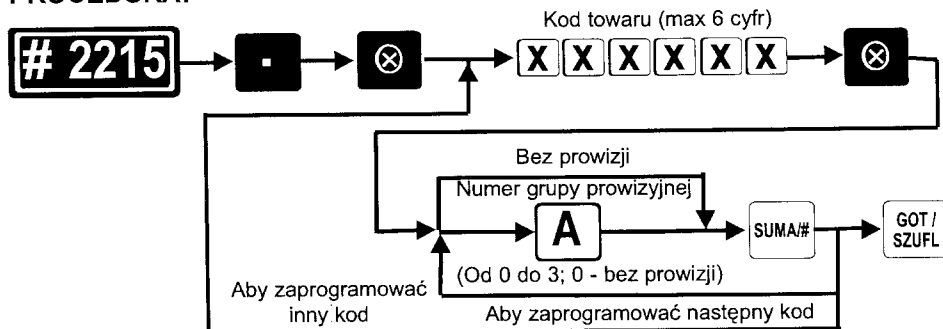 Kod towaru (max 6 cyfr)
# 2215 . ⊗ X X X X X X ⊗
Bez prowizji
Numer grupy prowizyjnej
A SUMA/# GOT / SZUFL
(Od 0 do 3; 0 - bez prowizji)
Aby zaprogramować
inny kod
Aby zaprogramować następny kod